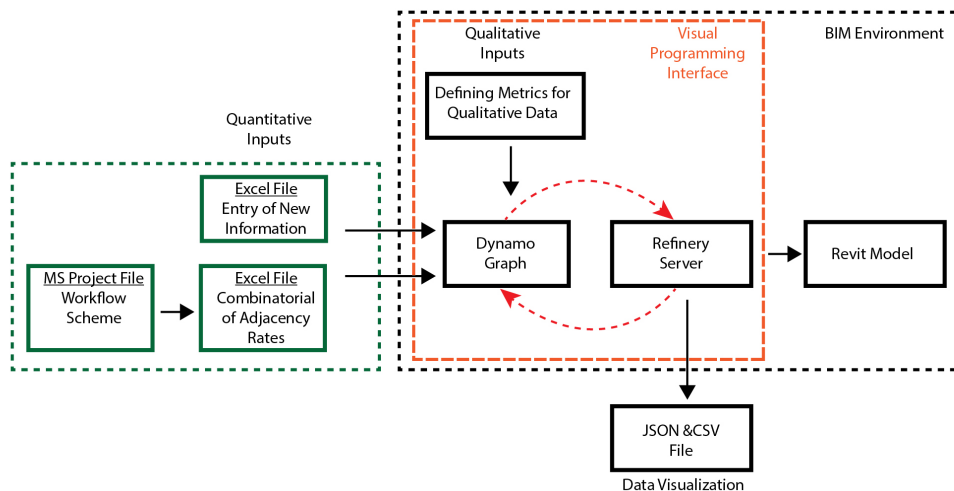 Qualitative
Inputs
Visual
Programming
Interface
BIM Environment
Defining Metrics for
Qualitative Data
Quantitative
Inputs
Excel File
Entry of New
Information
Dynamo
Graph
Refinery
Server
Revit Model
MS Project File
Workflow
Scheme
Excel File
Combinatorial
of Adjacency
Rates
JSON &CSV
File
Data Visualization